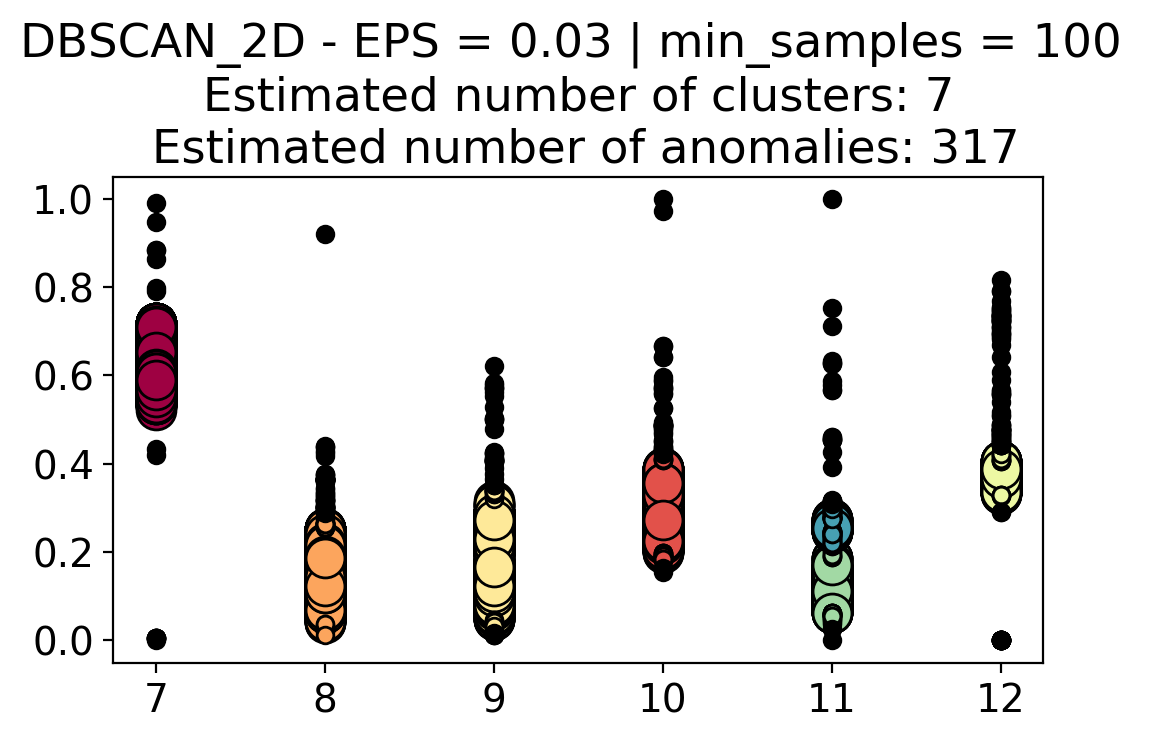 DBSCAN_2D - EPS = 0.03 | min_samples = 100
Estimated number of clusters: 7
Estimated number of anomalies: 317
1.0
0.8
0.6
0.4
0.2
0.0
7 8 9 10 11 12